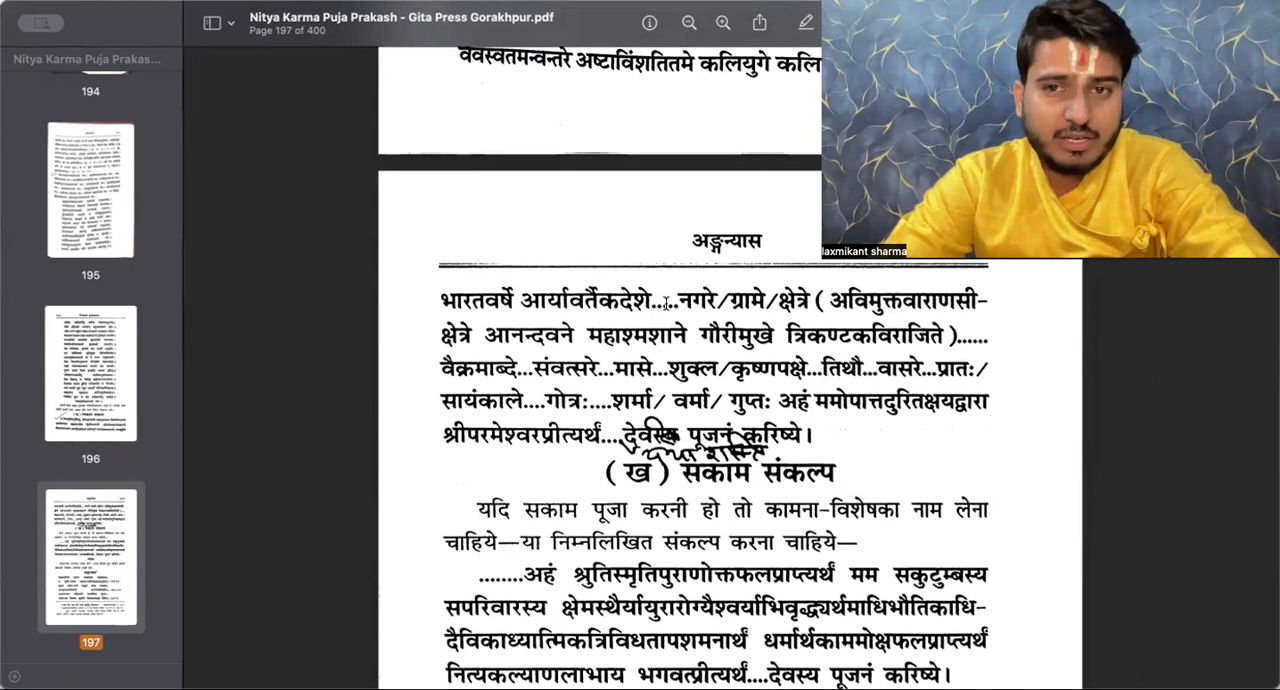 Nitya Karma Puja Prakash - Gita Press Gorakhpur.pdf
Page 197 of 400
Nitya Karma Puja Prakas...
194
195
196
197
ववस्वतमन्वन्तरे अष्टाविंशतितमे कलियुगे कलि
laxmikant sharma
अङ्गन्यास
भारतवर्षे आर्यावर्तैकदेशे.....नगरे/ग्रामे/क्षेत्रे ( अविमुक्तवाराणसी-
क्षेत्रे आनन्दवने महाश्मशाने गौरीमुखे त्रिकण्टकविराजिते )......
वैक्रमाब्दे...संवत्सरे...मासे...शुक्ल/कृष्णपक्षे...तिथौ...वासरे...प्रातः/
सायंकाले...गोत्रः....शर्मा/ वर्मा/ गुप्तः अहं ममोपात्तदुरितक्षयद्वारा
श्रीपरमेश्वरप्रीत्यर्थं....देवस्य पूजनं करिष्ये।
( ख ) सकाम संकल्प
यदि सकाम पूजा करनी हो तो कामना-विशेषका नाम लेना
चाहिये—या निम्नलिखित संकल्प करना चाहिये—
........अहं श्रुतिस्मृतिपुराणोक्तफलप्राप्त्यर्थं मम सकुटुम्बस्य
सपरिवारस्य क्षेमस्थैर्यायुरारोग्यैश्वर्याभिवृद्ध्यर्थमाधिभौतिकाधि-
दैविकाध्यात्मिकत्रिविधतापशमनार्थं धर्मार्थकाममोक्षफलप्राप्त्यर्थं
नित्यकल्याणलाभाय भगवत्प्रीत्यर्थं....देवस्य पूजनं करिष्ये।